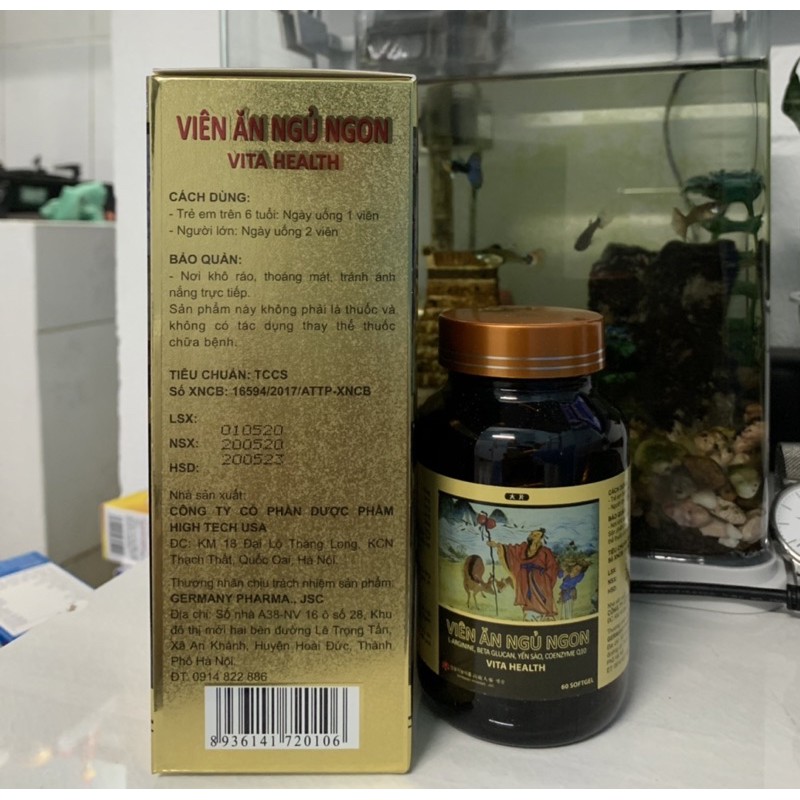 VIÊN ĂN NGỦ NGON
VITA HEALTH
CÁCH DÙNG:
- Trẻ em trên 6 tuổi: Ngày uống 1 viên
- Người lớn: Ngày uống 2 viên
BẢO QUẢN:
- Nơi khô ráo, thoáng mát, tránh ánh
nắng trực tiếp.
Sản phẩm này không phải là thuốc và
không có tác dụng thay thế thuốc
chữa bệnh.
TIÊU CHUẨN: TCCS
Số XNCB: 16594/2017/ATTP-XNCB
LSX: 010520
NSX: 200520
HSD: 200523
Nhà sản xuất:
CÔNG TY CỔ PHẦN DƯỢC PHẨM
HIGH TECH USA
ĐC: KM 18 Đại Lộ Thăng Long, KCN
Thạch Thất, Quốc Oai, Hà Nội.
Thương nhân chịu trách nhiệm sản phẩm:
GERMANY PHARMA., JSC
Địa chỉ: Số nhà A38-NV 16 ô số 28, Khu
đô thị mới hai bên đường Lê Trọng Tấn,
Xã An Khánh, Huyện Hoài Đức, Thành
Phố Hà Nội.
ĐT. 0914 822 886
8936141720106
VIÊN ĂN NGỦ NGON
L ARGININE, BETA GLUCAN, YẾN SÀO, COENZYME Q10
VITA HEALTH
60 SOFTGEL